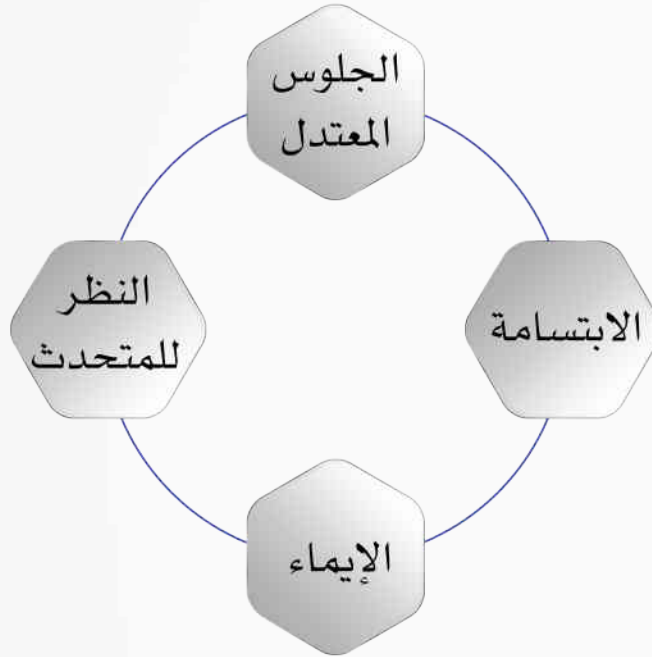 الجلوس
المعتدل
الابتسامة
النظر
للمتحدث
الإيماء